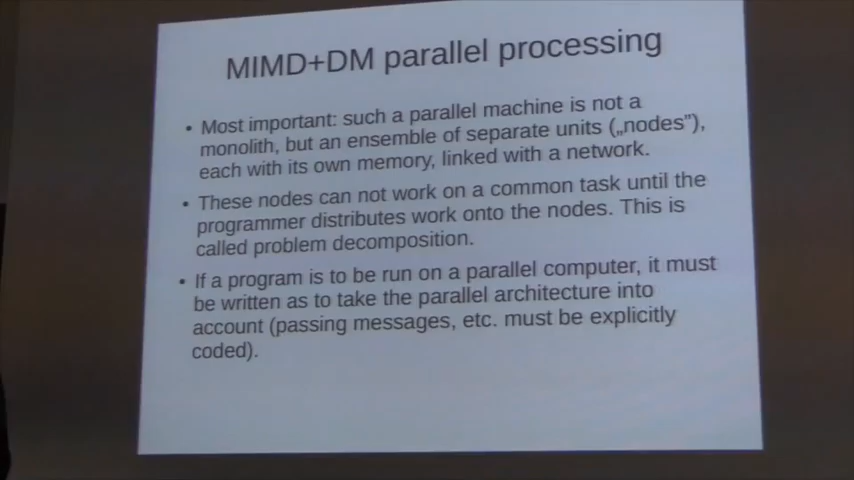 MIMD+DM parallel processing
• Most important: such a parallel machine is not a
monolith, but an ensemble of separate units („nodes”),
each with its own memory, linked with a network.
• These nodes can not work on a common task until the
programmer distributes work onto the nodes. This is
called problem decomposition.
• If a program is to be run on a parallel computer, it must
be written as to take the parallel architecture into
account (passing messages, etc. must be explicitly
coded).